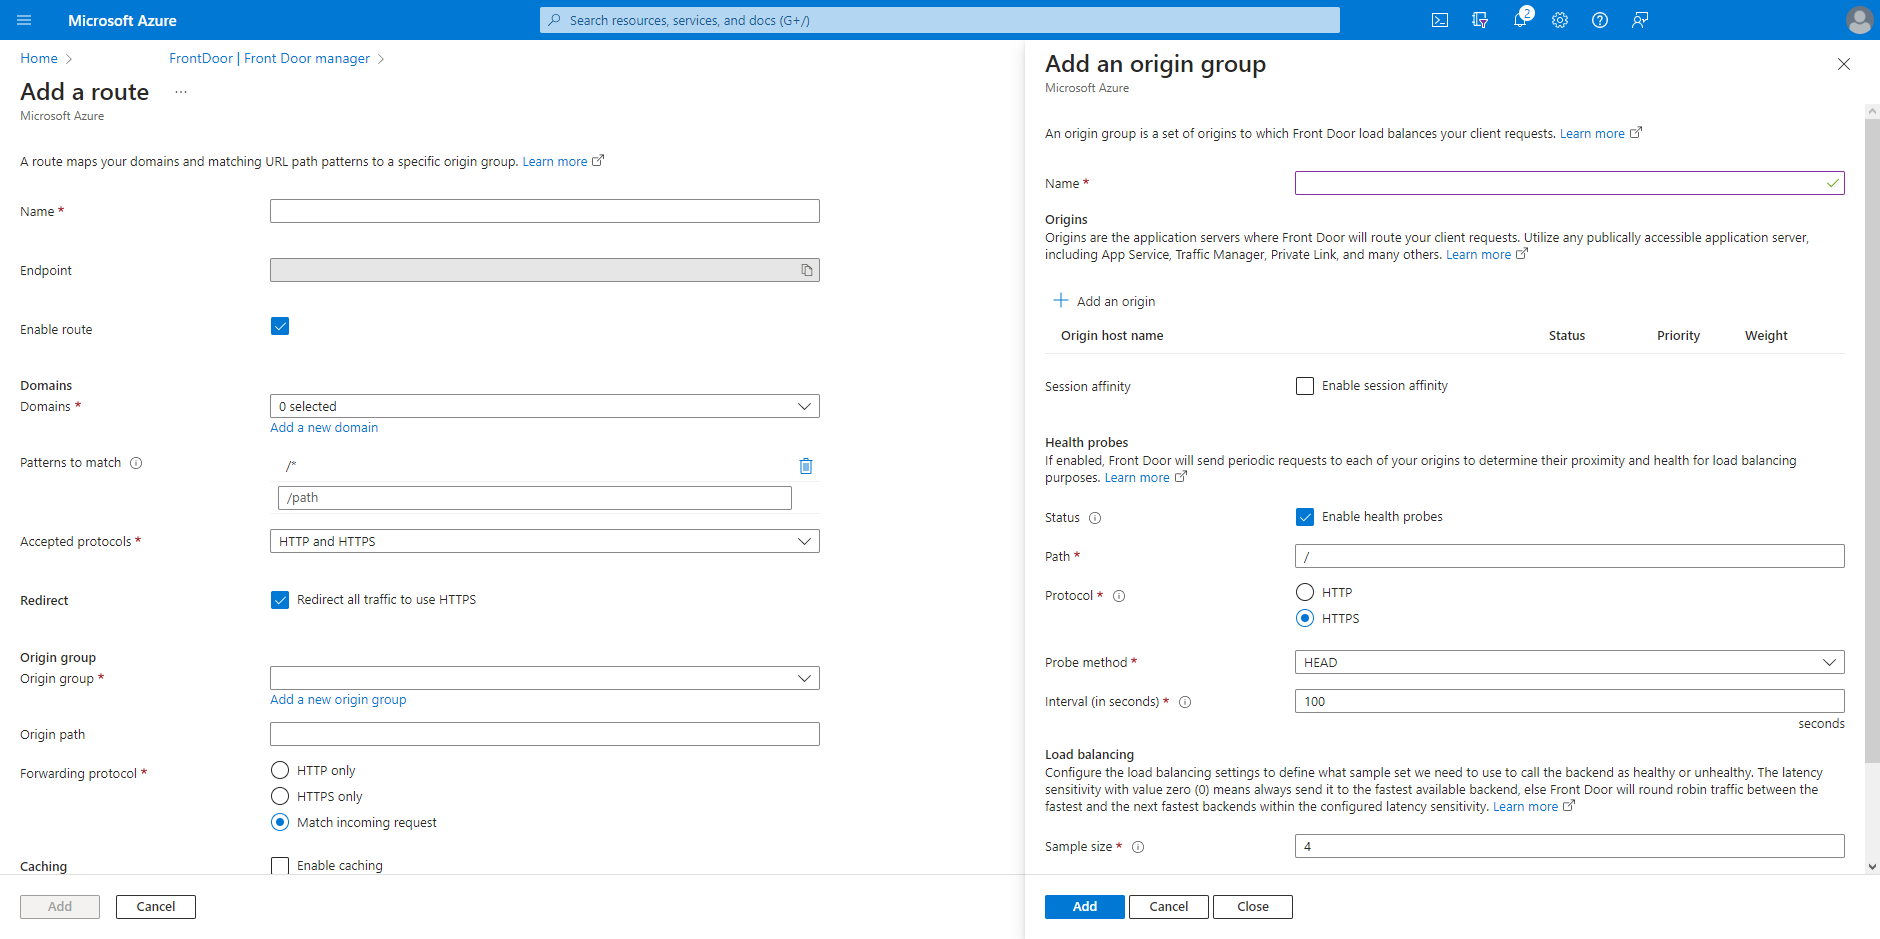 Microsoft Azure
Search resources, services, and docs (G+/)
2
Home
FrontDoor | Front Door manager
Add a route ...
Microsoft Azure
A route maps your domains and matching URL path patterns to a specific origin group. Learn more
Name *
Endpoint
Enable route
Domains
Domains *
0 selected
Add a new domain
Patterns to match
/*
/path
Accepted protocols *
HTTP and HTTPS
Redirect
Redirect all traffic to use HTTPS
Origin group
Origin group *
Add a new origin group
Origin path
Forwarding protocol *
HTTP only
HTTPS only
Match incoming request
Caching
Enable caching
Add
Cancel
Add an origin group
Microsoft Azure
An origin group is a set of origins to which Front Door load balances your client requests. Learn more
Name *
Origins
Origins are the application servers where Front Door will route your client requests. Utilize any publically accessible application server,
including App Service, Traffic Manager, Private Link, and many others. Learn more
Add an origin
Origin host name Status Priority Weight
Session affinity
Enable session affinity
Health probes
If enabled, Front Door will send periodic requests to each of your origins to determine their proximity and health for load balancing
purposes. Learn more
Status
Enable health probes
Path *
/
Protocol *
HTTP
HTTPS
Probe method *
HEAD
Interval (in seconds) *
100
seconds
Load balancing
Configure the load balancing settings to define what sample set we need to use to call the backend as healthy or unhealthy. The latency
sensitivity with value zero (0) means always send it to the fastest available backend, else Front Door will round robin traffic between the
fastest and the next fastest backends within the configured latency sensitivity. Learn more
Sample size *
4
Add
Cancel
Close